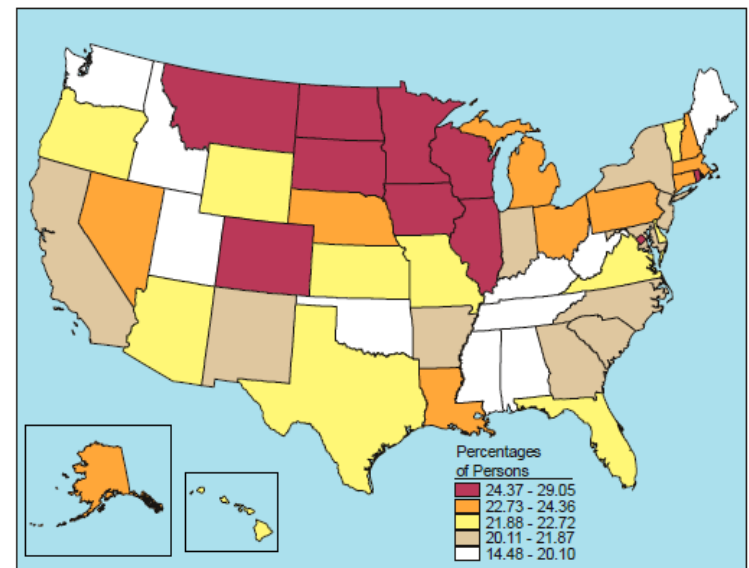 Percentages
of Persons
24.37 - 29.05
22.73 - 24.36
21.88 - 22.72
20.11 - 21.87
14.48 - 20.10